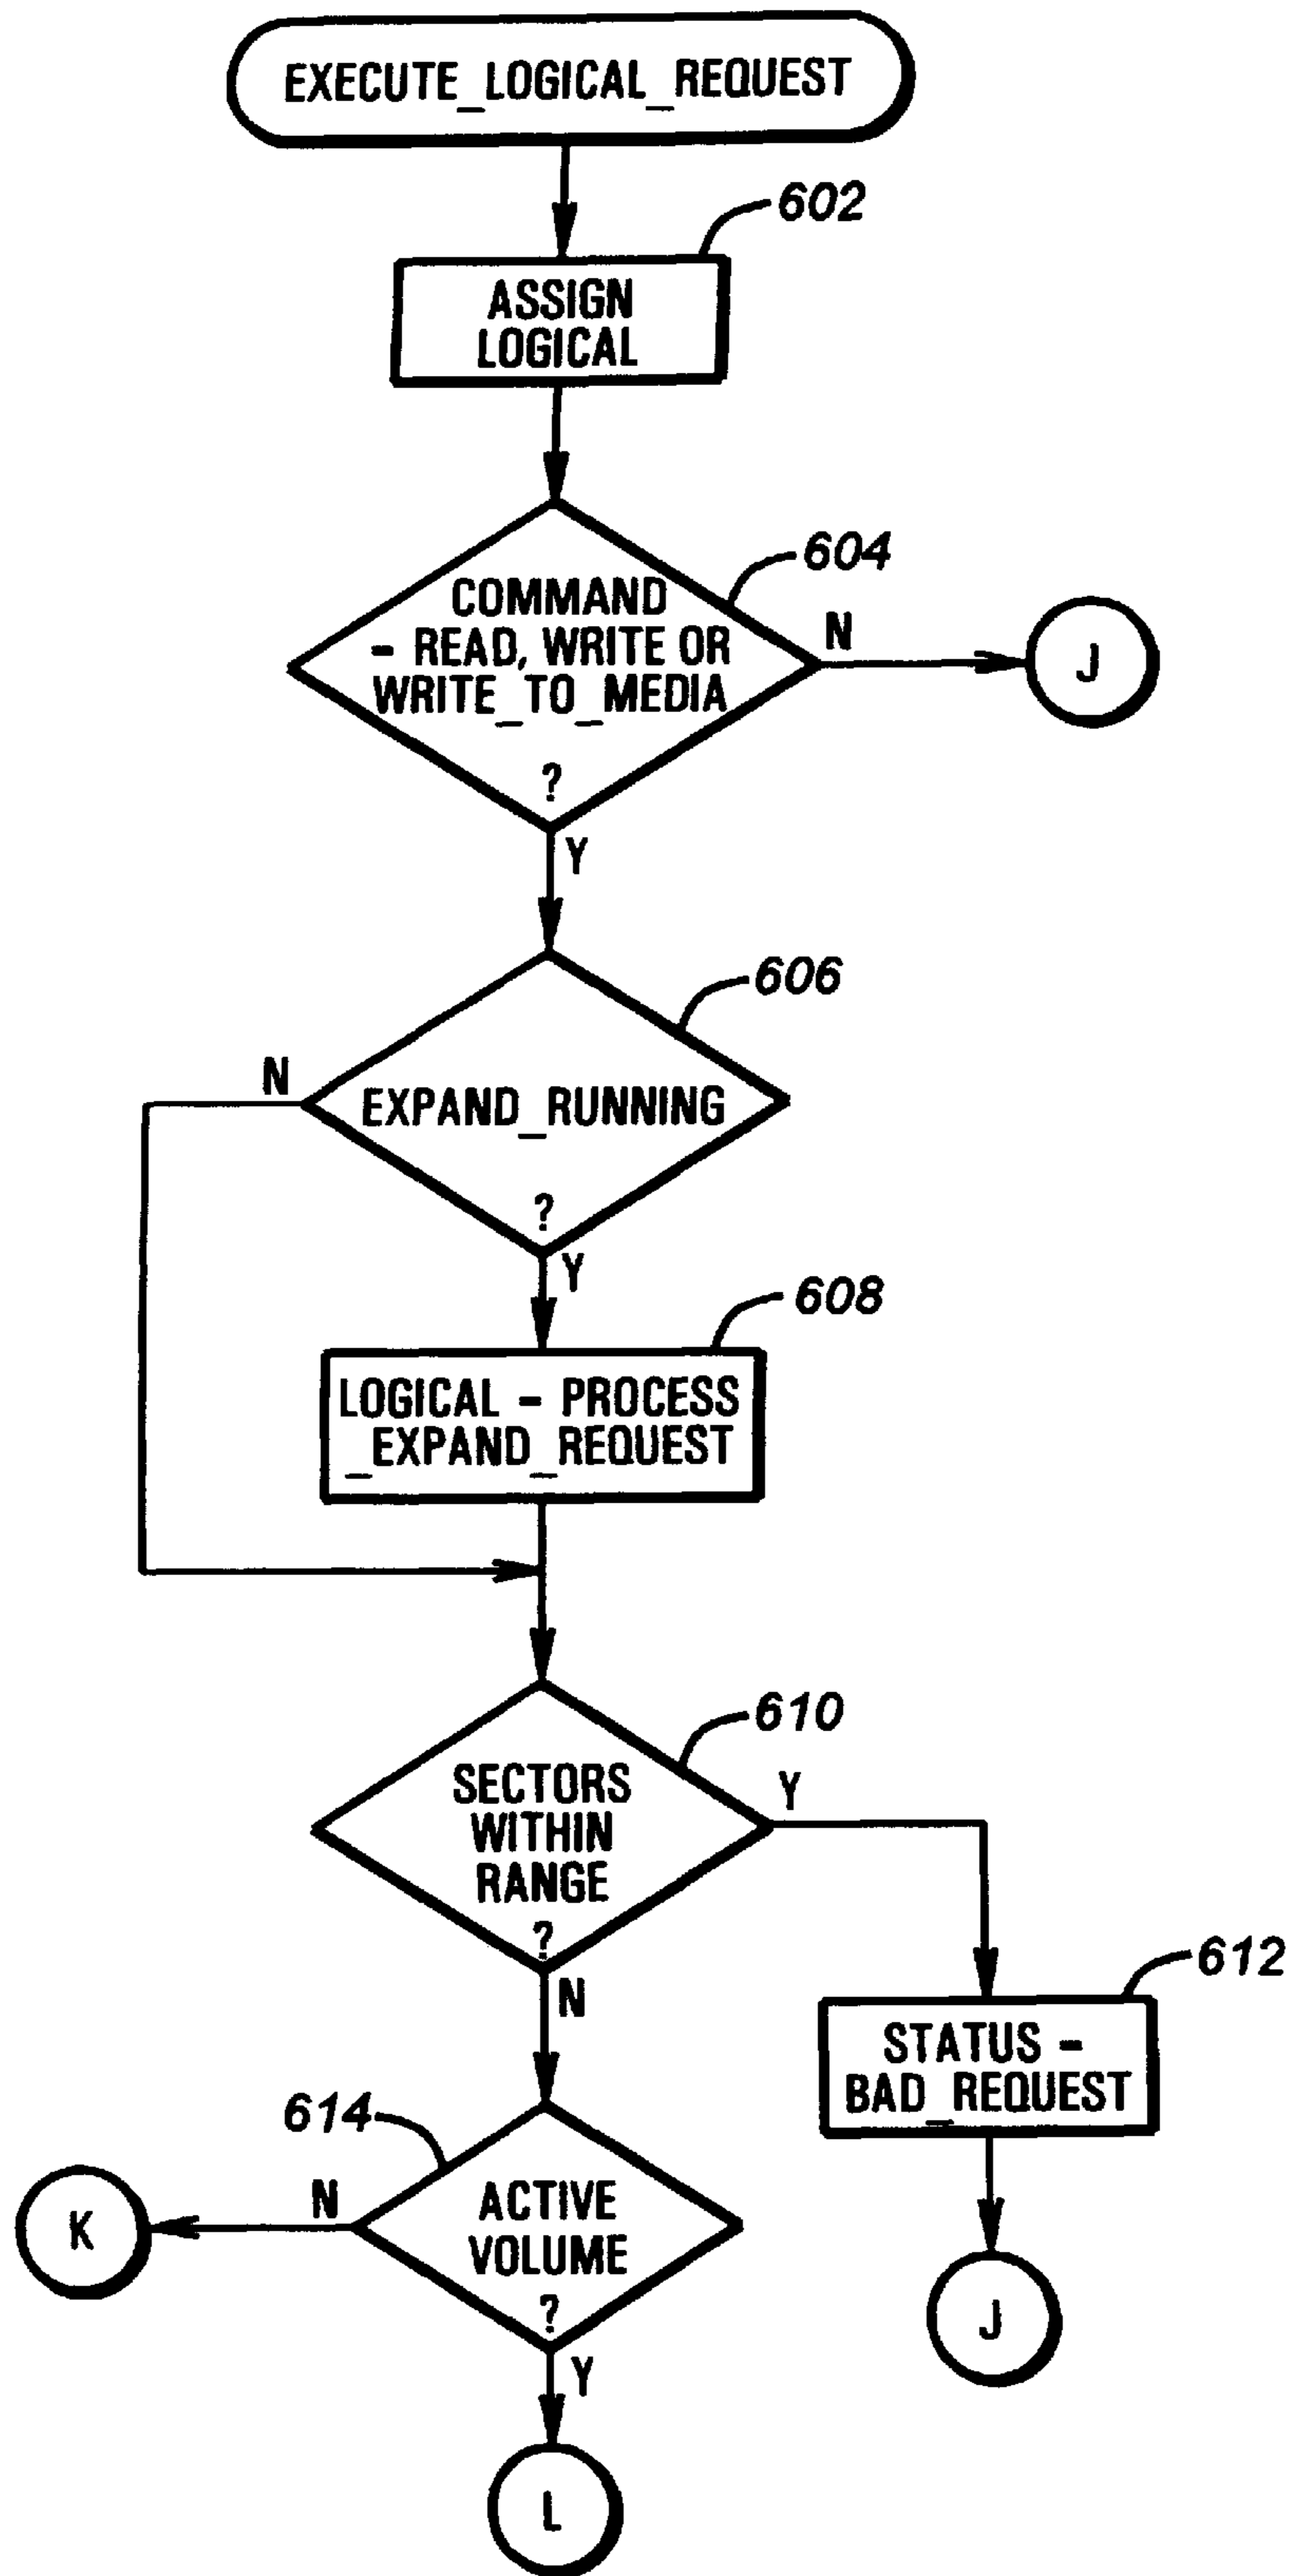 EXECUTE_LOGICAL_REQUEST
602
ASSIGN
LOGICAL
604
COMMAND
- READ, WRITE OR
WRITE_TO_MEDIA
?
N
J
Y
606
N
EXPAND_RUNNING
?
Y
608
LOGICAL - PROCESS
_EXPAND_REQUEST
610
SECTORS
WITHIN
RANGE
?
Y
N
612
STATUS -
BAD_REQUEST
614
N
K
ACTIVE
VOLUME
?
J
Y
L